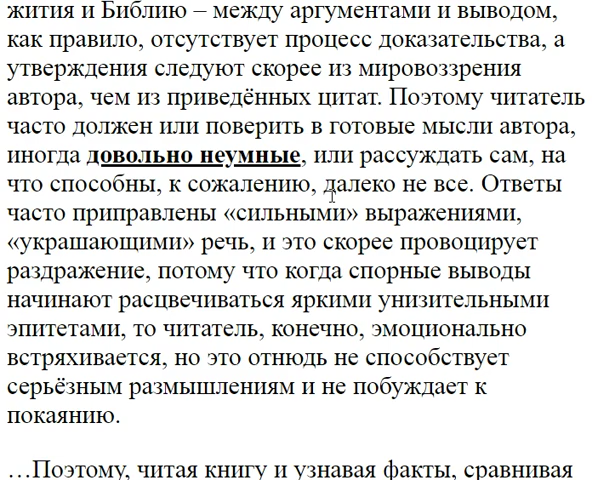 жития и Библию – между аргументами и выводом,
как правило, отсутствует процесс доказательства, а
утверждения следуют скорее из мировоззрения
автора, чем из приведённых цитат. Поэтому читатель
часто должен или поверить в готовые мысли автора,
иногда довольно неумные, или рассуждать сам, на
что способны, к сожалению, далеко не все. Ответы
часто приправлены «сильными» выражениями,
«украшающими» речь, и это скорее провоцирует
раздражение, потому что когда спорные выводы
начинают расцвечиваться яркими унизительными
эпитетами, то читатель, конечно, эмоционально
встряхивается, но это отнюдь не способствует
серьёзным размышлениям и не побуждает к
покаянию.
…Поэтому, читая книгу и узнавая факты, сравнивая